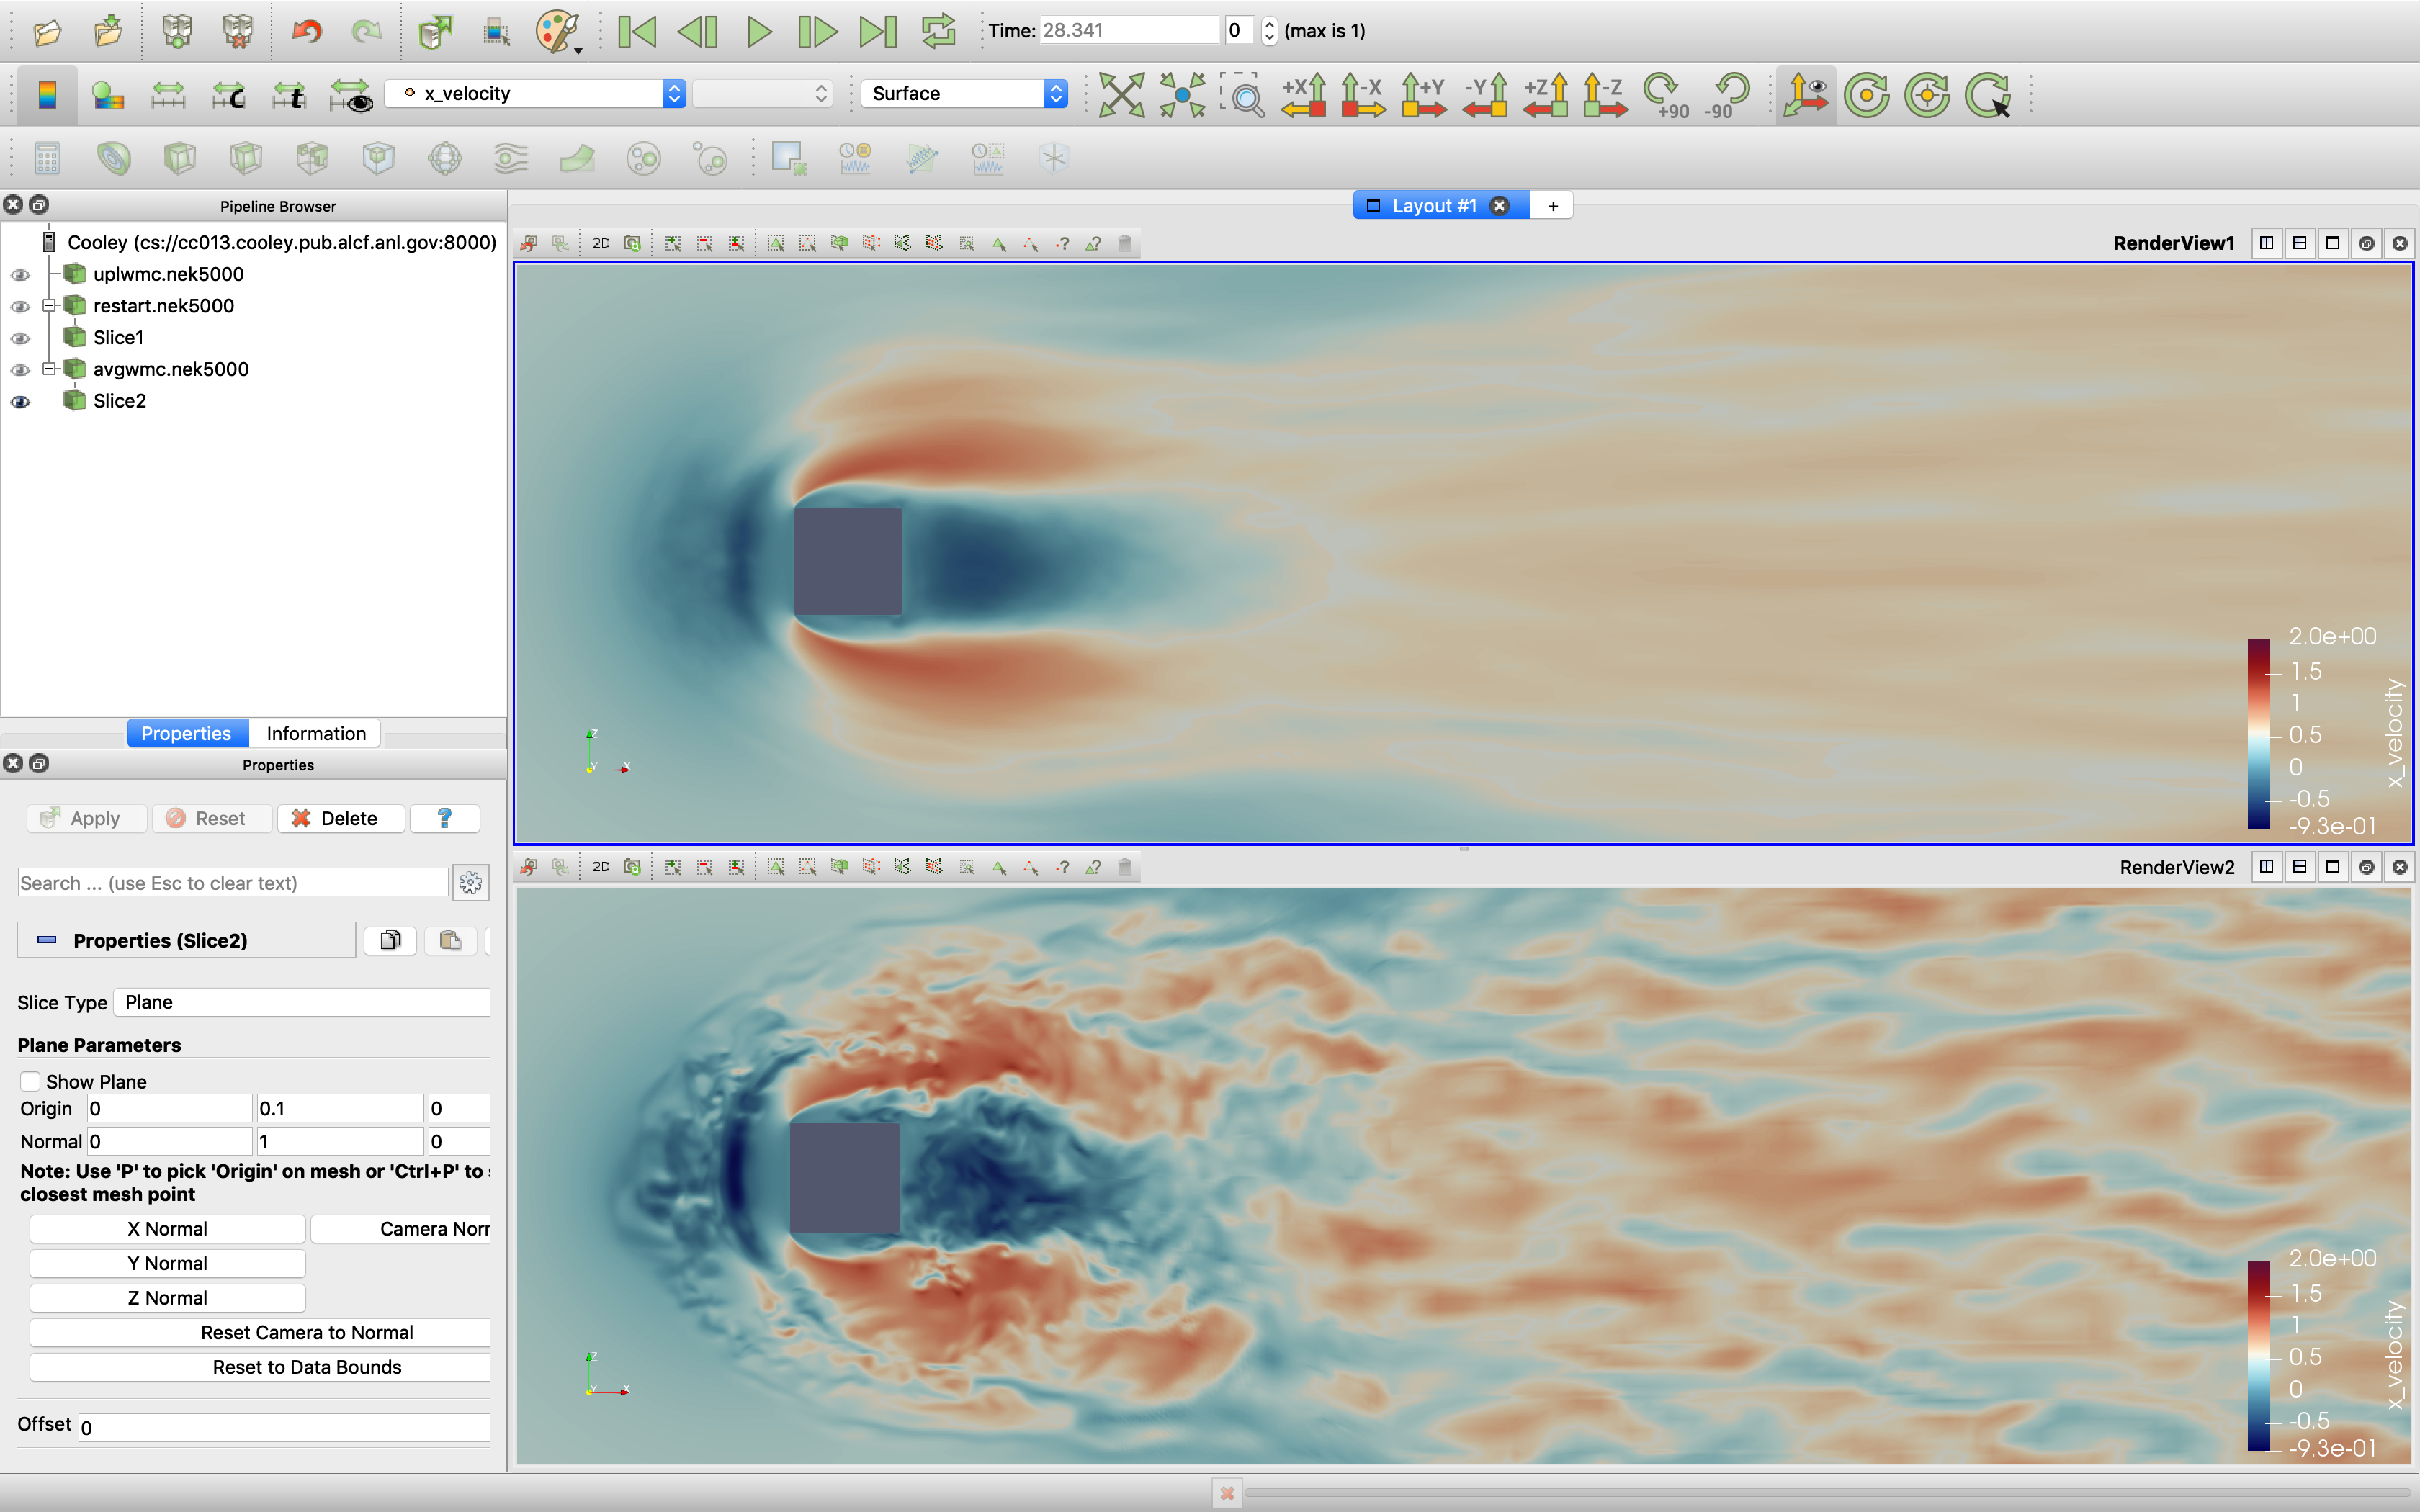 Time: 28.341 0 (max is 1)
x_velocity Surface +X -X +Y -Y +Z -Z +90 -90
C t
Pipeline Browser
Layout #1 +
Cooley (cs://cc013.cooley.pub.alcf.anl.gov:8000)
uplwmc.nek5000
restart.nek5000
Slice1
avgwmc.nek5000
Slice2
Properties Information
Properties
Apply Reset Delete ?
Search ... (use Esc to clear text)
Properties (Slice2)
Slice Type Plane
Plane Parameters
Show Plane
Origin 0 0.1 0
Normal 0 1 0
Note: Use 'P' to pick 'Origin' on mesh or 'Ctrl+P' to
closest mesh point
X Normal Camera Norr
Y Normal
Z Normal
Reset Camera to Normal
Reset to Data Bounds
Offset 0
2D ? ? RenderView1
2.0e+00
1.5
1
0.5
0
-0.5
-9.3e-01
x_velocity
Z
Y X
2D ? ? RenderView2
2.0e+00
1.5
1
0.5
0
-0.5
-9.3e-01
x_velocity
Z
Y X